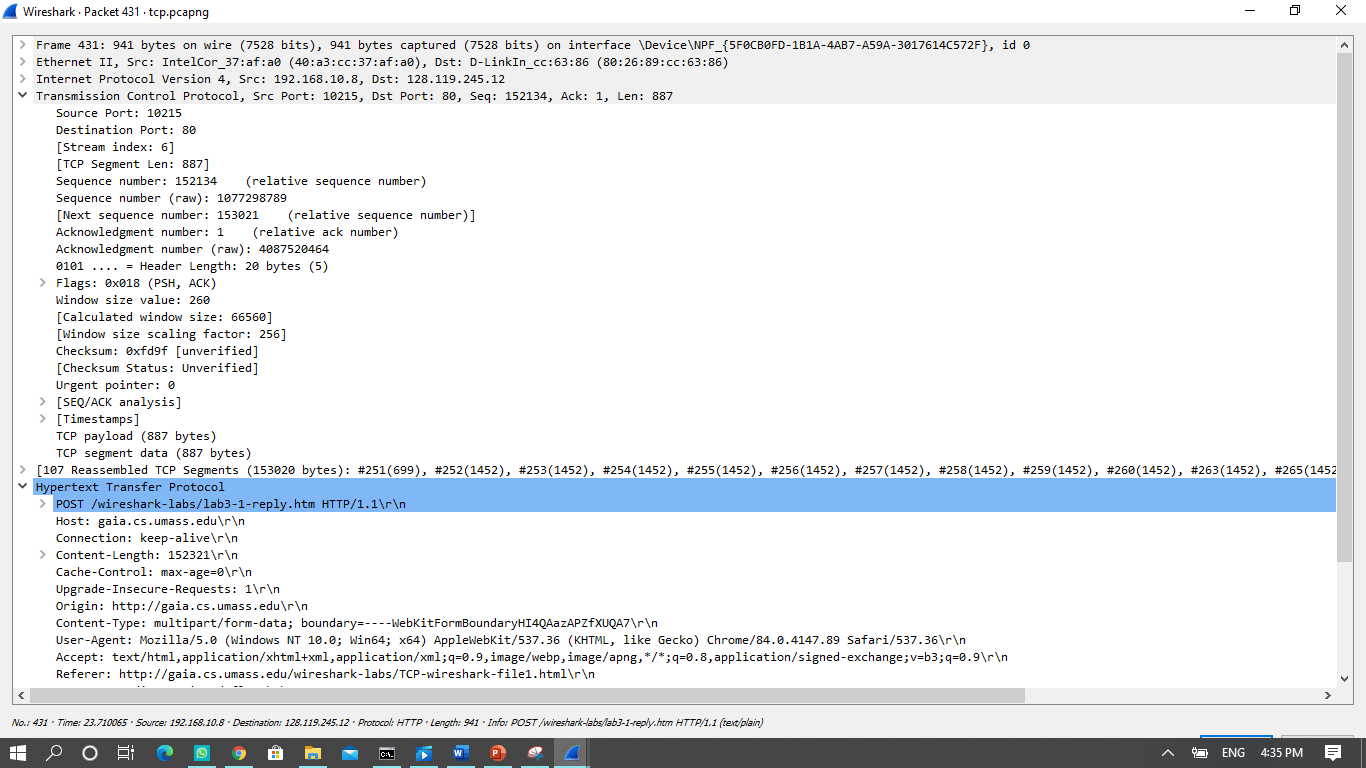 Wireshark · Packet 431 · tcp.pcapng
Frame 431: 941 bytes on wire (7528 bits), 941 bytes captured (7528 bits) on interface \Device\NPF_{5F0CB0FD-1B1A-4AB7-A59A-3017614C572F}, id 0
Ethernet II, Src: IntelCor_37:af:a0 (40:a3:cc:37:af:a0), Dst: D-LinkIn_cc:63:86 (80:26:89:cc:63:86)
Internet Protocol Version 4, Src: 192.168.10.8, Dst: 128.119.245.12
Transmission Control Protocol, Src Port: 10215, Dst Port: 80, Seq: 152134, Ack: 1, Len: 887
Source Port: 10215
Destination Port: 80
[Stream index: 6]
[TCP Segment Len: 887]
Sequence number: 152134    (relative sequence number)
Sequence number (raw): 1077298789
[Next sequence number: 153021    (relative sequence number)]
Acknowledgment number: 1    (relative ack number)
Acknowledgment number (raw): 4087520464
0101 .... = Header Length: 20 bytes (5)
Flags: 0x018 (PSH, ACK)
Window size value: 260
[Calculated window size: 66560]
[Window size scaling factor: 256]
Checksum: 0xfd9f [unverified]
[Checksum Status: Unverified]
Urgent pointer: 0
[SEQ/ACK analysis]
[Timestamps]
TCP payload (887 bytes)
TCP segment data (887 bytes)
[107 Reassembled TCP Segments (153020 bytes): #251(699), #252(1452), #253(1452), #254(1452), #255(1452), #256(1452), #257(1452), #258(1452), #259(1452), #260(1452), #263(1452), #265(1452
Hypertext Transfer Protocol
POST /wireshark-labs/lab3-1-reply.htm HTTP/1.1\r\n
Host: gaia.cs.umass.edu\r\n
Connection: keep-alive\r\n
Content-Length: 152321\r\n
Cache-Control: max-age=0\r\n
Upgrade-Insecure-Requests: 1\r\n
Origin: http://gaia.cs.umass.edu\r\n
Content-Type: multipart/form-data; boundary=----WebKitFormBoundaryHI4QAazAPZfXUQA7\r\n
User-Agent: Mozilla/5.0 (Windows NT 10.0; Win64; x64) AppleWebKit/537.36 (KHTML, like Gecko) Chrome/84.0.4147.89 Safari/537.36\r\n
Accept: text/html,application/xhtml+xml,application/xml;q=0.9,image/webp,image/apng,*/*;q=0.8,application/signed-exchange;v=b3;q=0.9\r\n
Referer: http://gaia.cs.umass.edu/wireshark-labs/TCP-wireshark-file1.html\r\n
No.: 431 · Time: 23.710065 · Source: 192.168.10.8 · Destination: 128.119.245.12 · Protocol: HTTP · Length: 941 · Info: POST /wireshark-labs/lab3-1-reply.htm HTTP/1.1 (text/plain)
ENG 4:35 PM